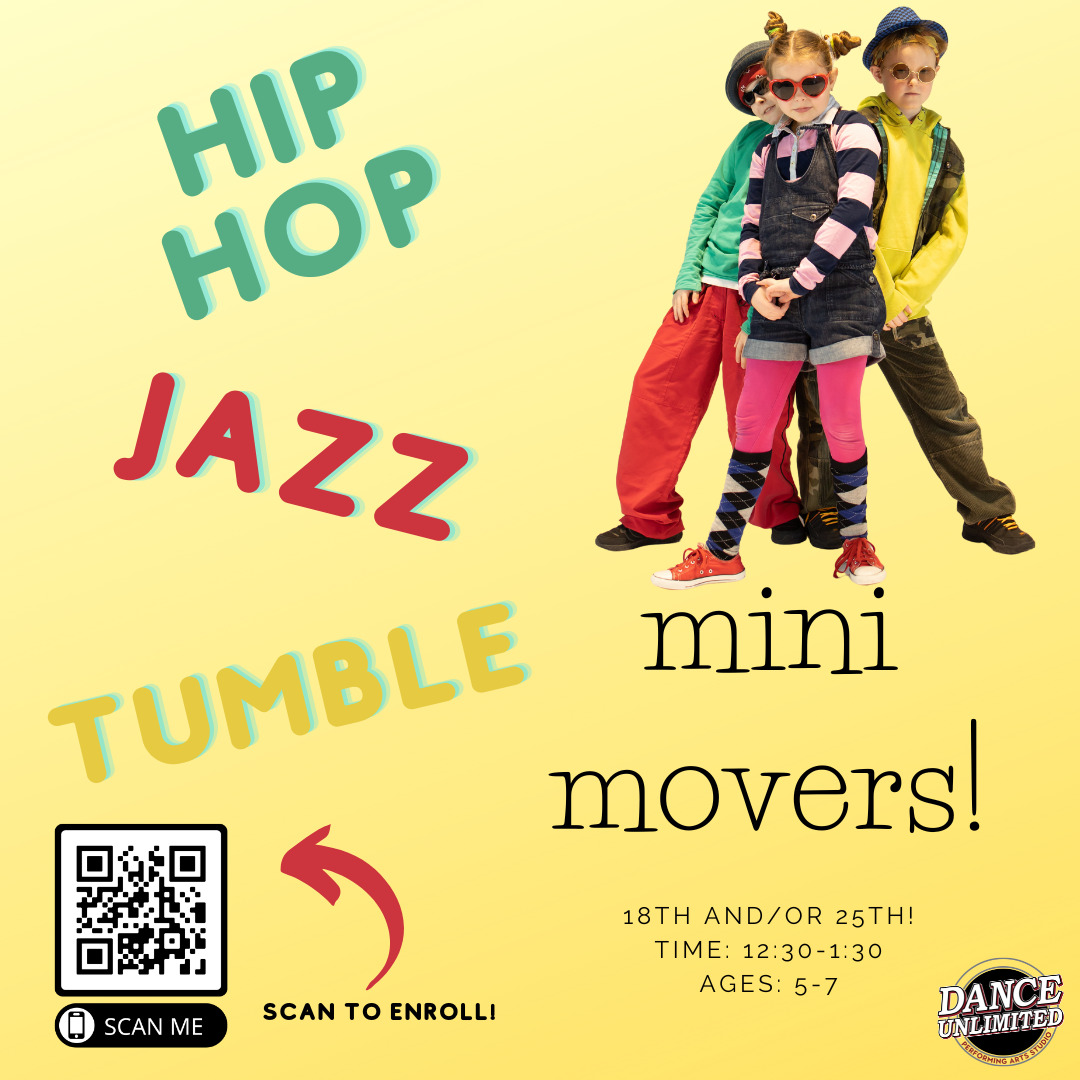 HIP
HOP
JAZZ
TUMBLE
mini
movers!
18TH AND/OR 25TH!
TIME: 12:30-1:30
AGES: 5-7
SCAN TO ENROLL!
SCAN ME
DANCE
UNLIMITED
PERFORMING ARTS STUDIO